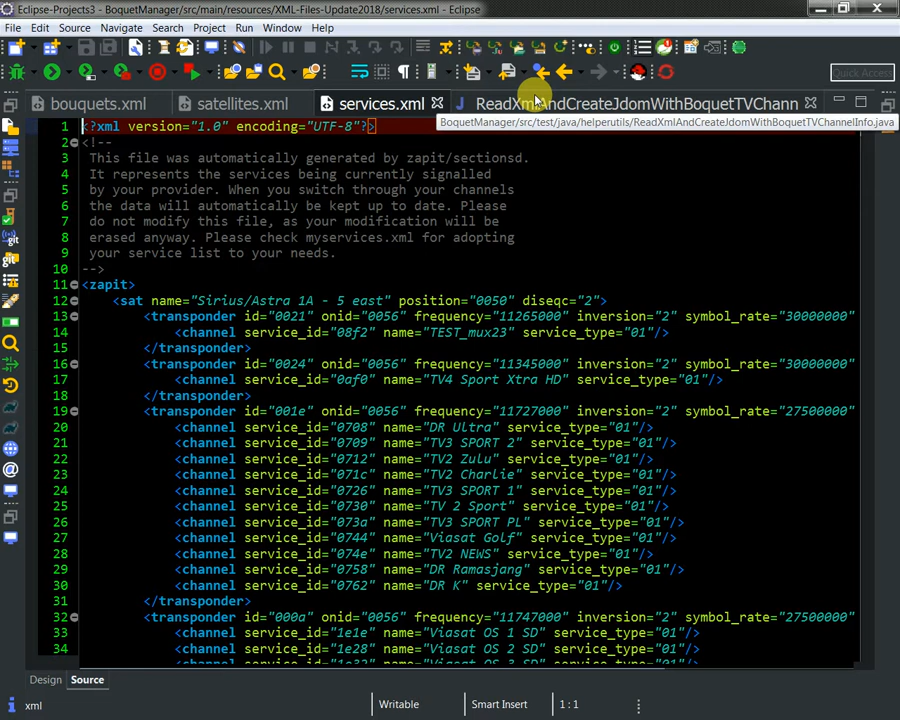 Eclipse-Projects3 - BoquetManager/src/main/resources/XML-Files-Update2018/services.xml - Eclipse
File Edit Source Navigate Search Project Run Window Help
Quick Access
bouquets.xml satellites.xml services.xml ReadXmlAndCreateJdomWithBoquetTVChann
BoquetManager/src/test/java/helperutils/ReadXmlAndCreateJdomWithBoquetTVChannelInfo.java
1 <?xml version="1.0" encoding="UTF-8"?>
2 <!--
3 This file was automatically generated by zapit/sectionsd.
4 It represents the services being currently signalled
5 by your provider. When you switch through your channels
6 the data will automatically be kept up to date. Please
7 do not modify this file, as your modification will be
8 erased anyway. Please check myservices.xml for adopting
9 your service list to your needs.
10 -->
11 <zapit>
12 <sat name="Sirius/Astra 1A - 5 east" position="0050" diseqc="2">
13 <transponder id="0021" onid="0056" frequency="11265000" inversion="2" symbol_rate="30000000"
14 <channel service_id="08f2" name="TEST_mux23" service_type="01"/>
15 </transponder>
16 <transponder id="0024" onid="0056" frequency="11345000" inversion="2" symbol_rate="30000000"
17 <channel service_id="0af0" name="TV4 Sport Xtra HD" service_type="01"/>
18 </transponder>
19 <transponder id="001e" onid="0056" frequency="11727000" inversion="2" symbol_rate="27500000"
20 <channel service_id="0708" name="DR Ultra" service_type="01"/>
21 <channel service_id="0709" name="TV3 SPORT 2" service_type="01"/>
22 <channel service_id="0712" name="TV2 Zulu" service_type="01"/>
23 <channel service_id="071c" name="TV2 Charlie" service_type="01"/>
24 <channel service_id="0726" name="TV3 SPORT 1" service_type="01"/>
25 <channel service_id="0730" name="TV 2 Sport" service_type="01"/>
26 <channel service_id="073a" name="TV3 SPORT PL" service_type="01"/>
27 <channel service_id="0744" name="Viasat Golf" service_type="01"/>
28 <channel service_id="074e" name="TV2 NEWS" service_type="01"/>
29 <channel service_id="0758" name="DR Ramasjang" service_type="01"/>
30 <channel service_id="0762" name="DR K" service_type="01"/>
31 </transponder>
32 <transponder id="000a" onid="0056" frequency="11747000" inversion="2" symbol_rate="27500000"
33 <channel service_id="1e1e" name="Viasat OS 1 SD" service_type="01"/>
34 <channel service_id="1e28" name="Viasat OS 2 SD" service_type="01"/>
<channel service_id="1e32" name="Viasat OS 3 SD" service_type="01"/>
Design Source
xml Writable Smart Insert 1 : 1